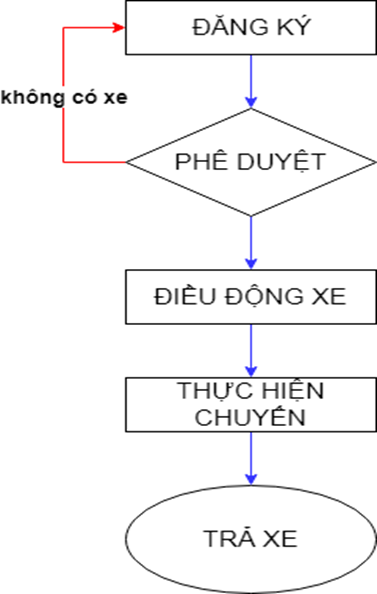 ĐĂNG KÝ
không có xe
PHÊ DUYỆT
ĐIỀU ĐỘNG XE
THỰC HIỆN
CHUYẾN
TRẢ XE